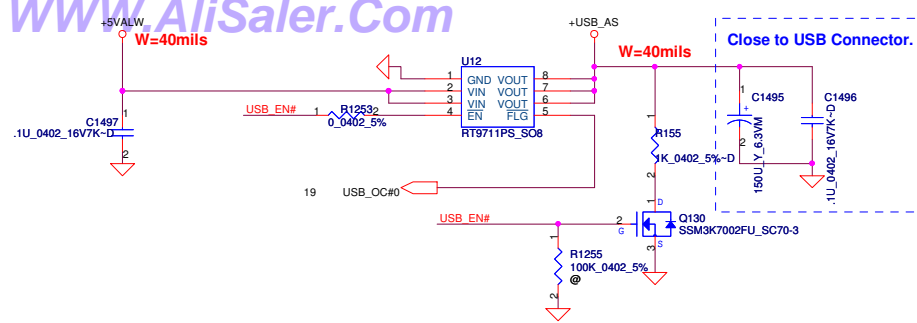 WWW.AliSaler.Com
+5VALW
W=40mils
+USB_AS
W=40mils
Close to USB Connector.
U12
1 GND VOUT 8
2 VIN VOUT 7
3 VIN VOUT 6
4 EN FLG 5
RT9711PS_SO8
USB_EN# 1 R1253 2
0_0402_5%
1
C1497
.1U_0402_16V7K~D
2
1
R155
1K_0402_5%~D
2
1
+
C1495
2
150U_Y_6.3VM
1
C1496
2
.1U_0402_16V7K~D
19 USB_OC#0
USB_EN#
1 D
2 G
Q130
SSM3K7002FU_SC70-3
3 S
1
R1255
100K_0402_5%
@
2